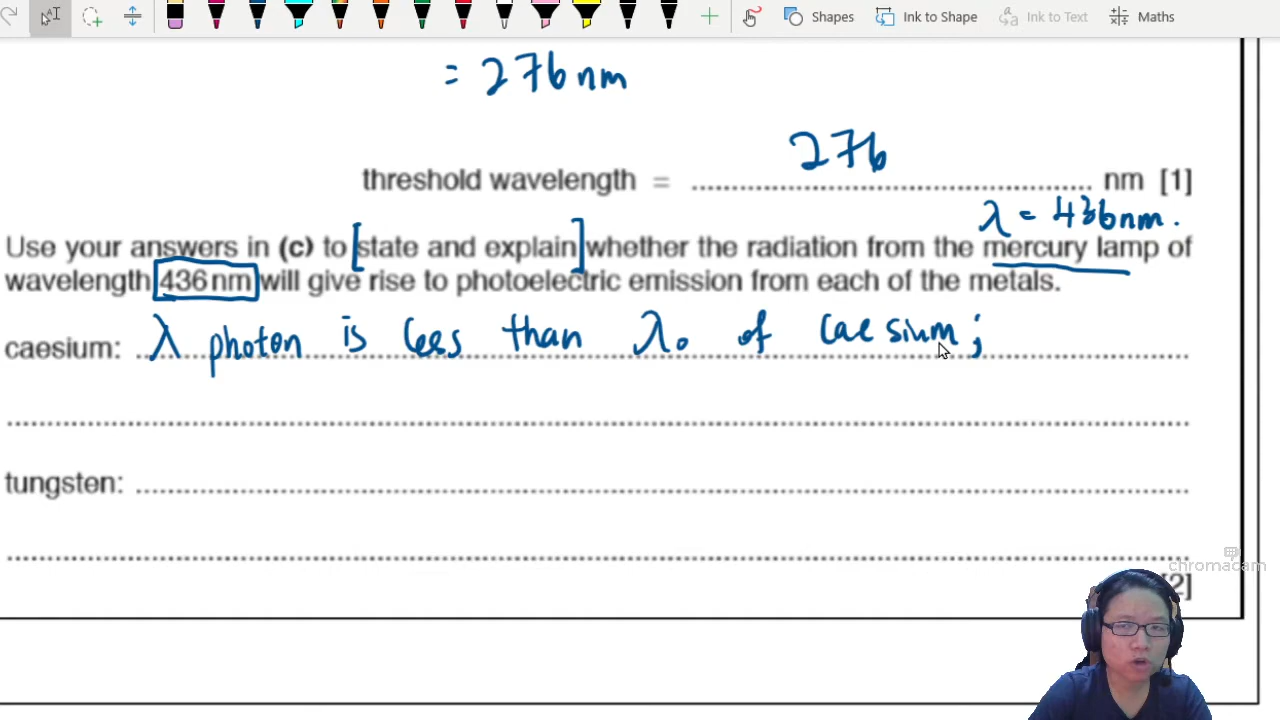 Shapes Ink to Shape Ink to Text Maths
= 276 nm
276
threshold wavelength = ........................................ nm [1]
λ = 436nm.
Use your answers in (c) to [state and explain] whether the radiation from the mercury lamp of
wavelength 436 nm will give rise to photoelectric emission from each of the metals.
caesium: λ photon is less than λ₀ of caesium;
tungsten: ........................................
chromacam
[2]